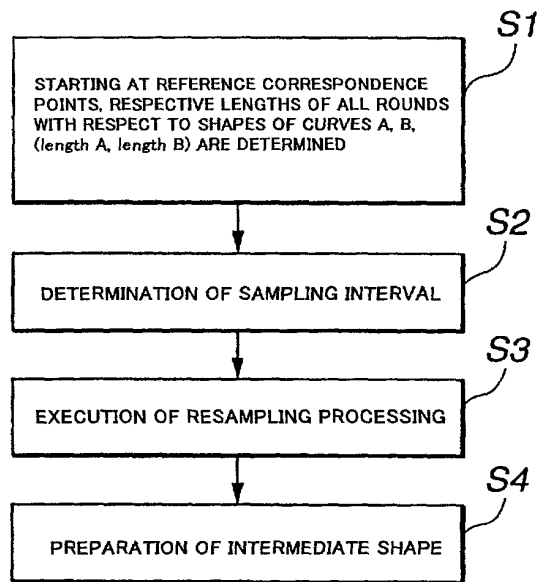 S1
STARTING AT REFERENCE CORRESPONDENCE
POINTS, RESPECTIVE LENGTHS OF ALL ROUNDS
WITH RESPECT TO SHAPES OF CURVES A, B,
(length A, length B) ARE DETERMINED
S2
DETERMINATION OF SAMPLING INTERVAL
S3
EXECUTION OF RESAMPLING PROCESSING
S4
PREPARATION OF INTERMEDIATE SHAPE